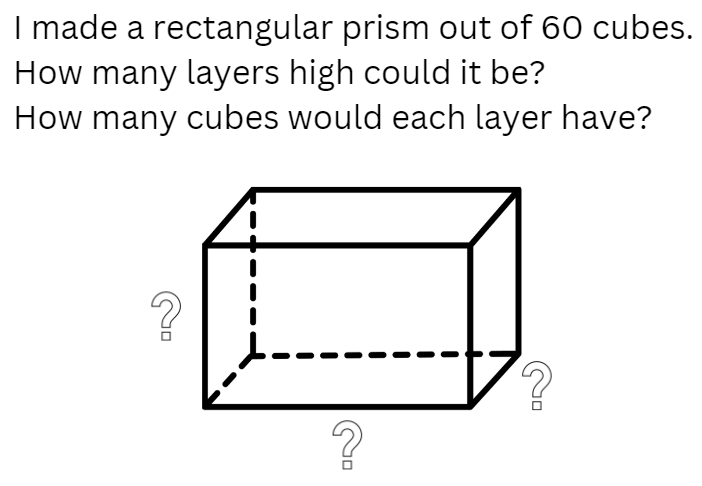 I made a rectangular prism out of 60 cubes.
How many layers high could it be?
How many cubes would each layer have?
?
?
?